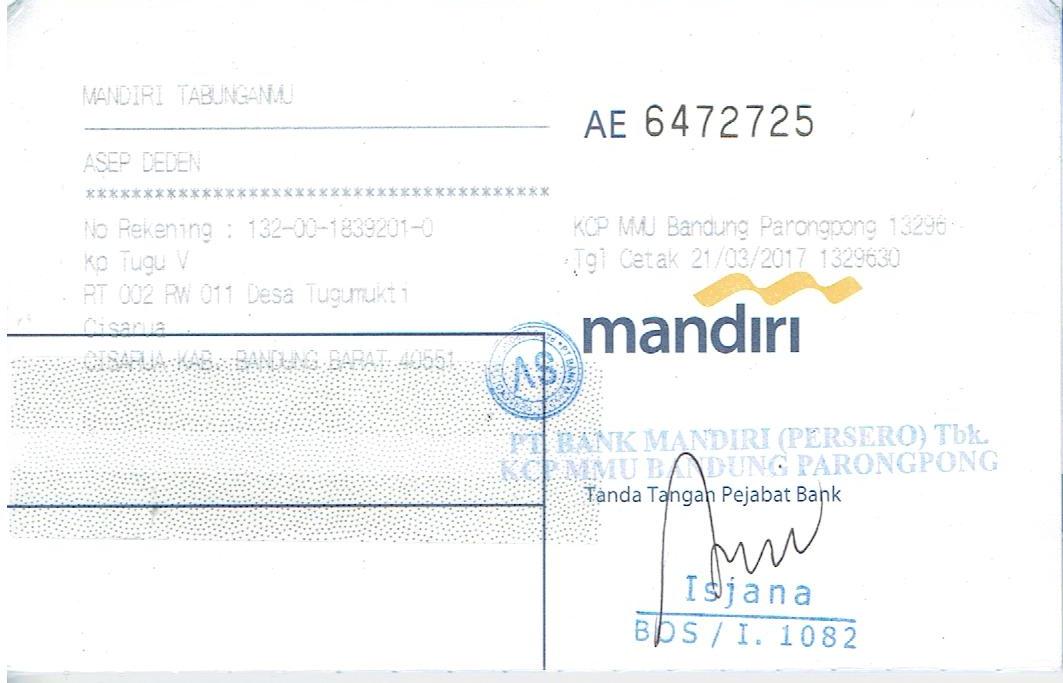 MANDIRI TABUNGANMU
ASEP DEDEN
****************************************
No Rekening : 132-00-1839201-0
Kp Tugu V
RT 002 RW 011 Desa Tugumukti
Cisarua
CISARUA KAB. BANDUNG BARAT 40551
AE 6472725
KCP MMU Bandung Parongpong 13296
Tgl Cetak 21/03/2017 1329630
mandiri
PT. BANK MANDIRI (PERSERO) Tbk.
KCP MMU BANDUNG PARONGPONG
Tanda Tangan Pejabat Bank
Isjana
BOS / I. 1082